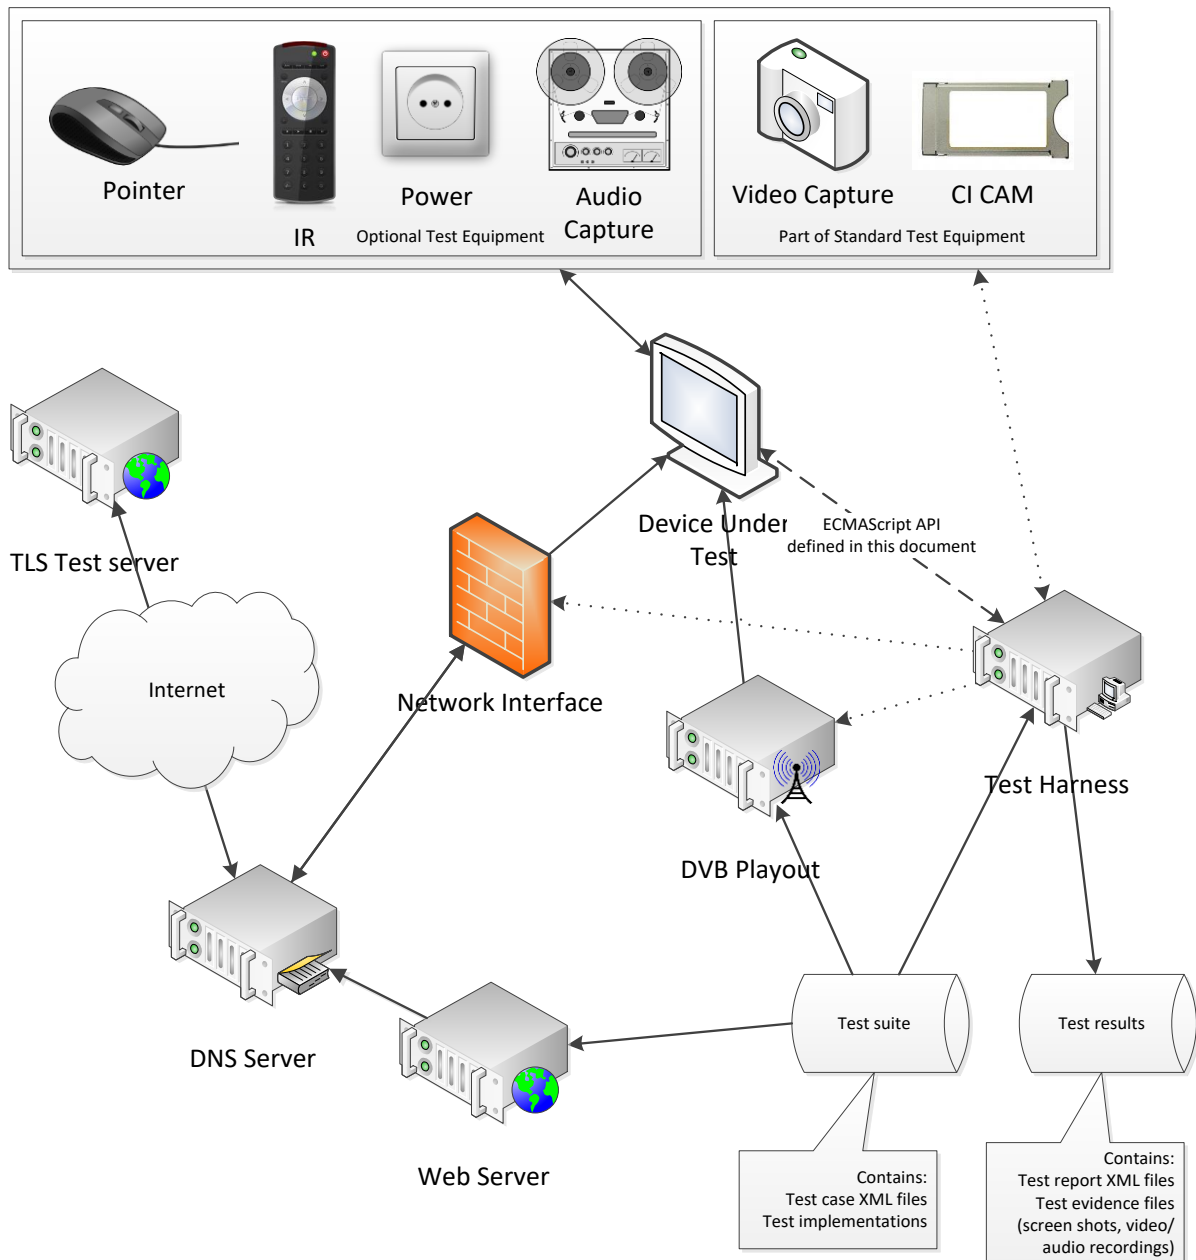 Pointer
IR
Power
Audio
Capture
Optional Test Equipment
Video Capture
CI CAM
Part of Standard Test Equipment
TLS Test server
Device Under
Test
ECMAScript API
defined in this document
Internet
Network Interface
Test Harness
DVB Playout
DNS Server
Test suite
Test results
Web Server
Contains:
Test case XML files
Test implementations
Contains:
Test report XML files
Test evidence files
(screen shots, video/
audio recordings)